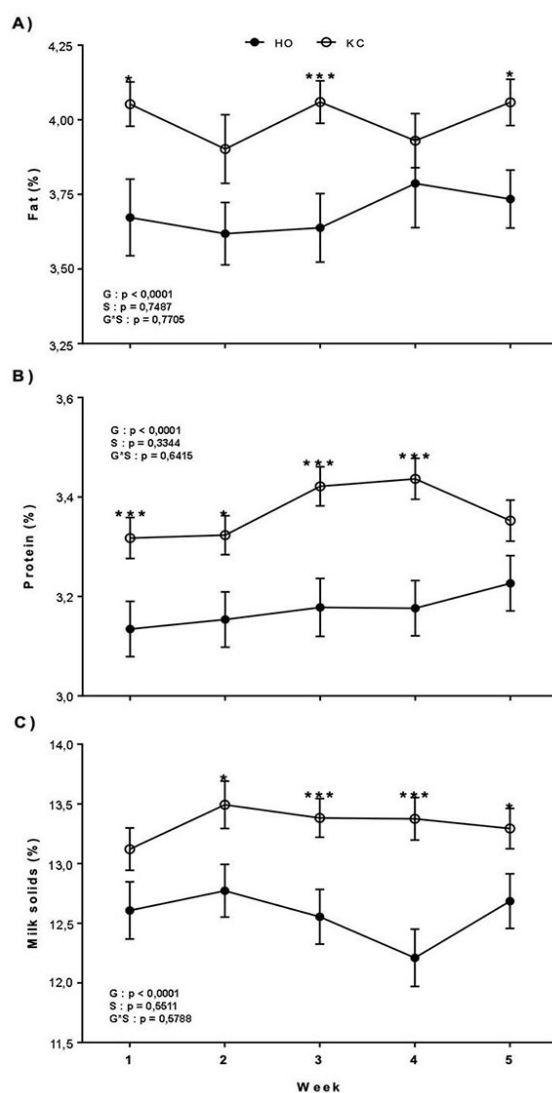 A)
HO KC
4,25
* *** *
4,00
Fat (%)
3,75
3,50
G : p < 0,0001
S : p = 0,7487
G*S : p = 0,7705
3,25
B)
3,6
G : p < 0,0001
S : p = 0,3344
G*S : p = 0,6415
*** * *** ***
3,4
Protein (%)
3,2
3,0
C)
14,0
* *** *** *
13,5
13,0
Milk solids (%)
12,5
12,0
G : p < 0,0001
S : p = 0,5511
G*S : p = 0,5788
11,5
1 2 3 4 5
Week